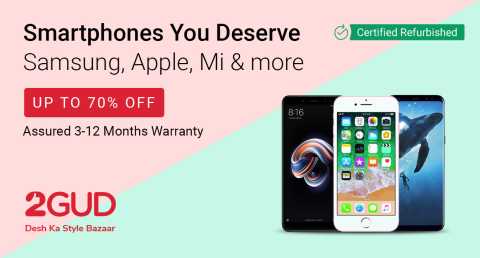 Smartphones You Deserve
Certified Refurbished
Samsung, Apple, Mi & more
UP TO 70% OFF
Assured 3-12 Months Warranty
2GUD
Desh Ka Style Bazaar